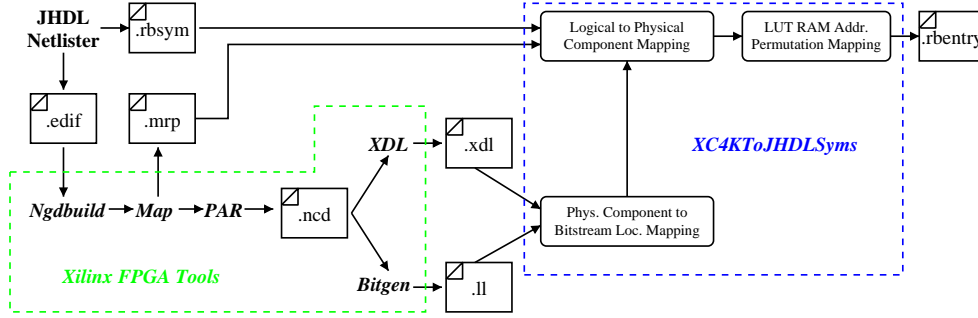 JHDL
Netlister
.rbsym
Logical to Physical
Component Mapping
LUT RAM Addr.
Permutation Mapping
.rbentry
.edif
.mrp
XDL
.xdl
XC4KToJHDLSyms
Ngdbuild
Map
PAR
.ncd
Phys. Component to
Bitstream Loc. Mapping
Xilinx FPGA Tools
Bitgen
.ll